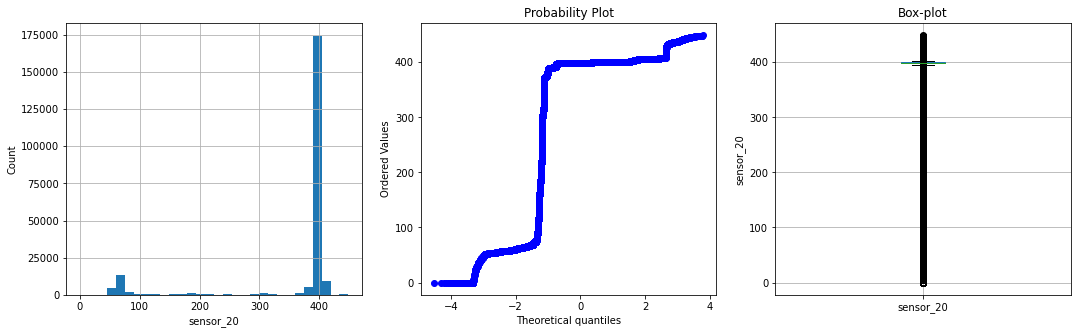 175000
150000
125000
100000
75000
50000
25000
0
Count
0 100 200 300 400
sensor_20
Probability Plot
400
300
200
100
0
Ordered Values
−4 −2 0 2 4
Theoretical quantiles
Box-plot
400
300
200
100
0
sensor_20
sensor_20